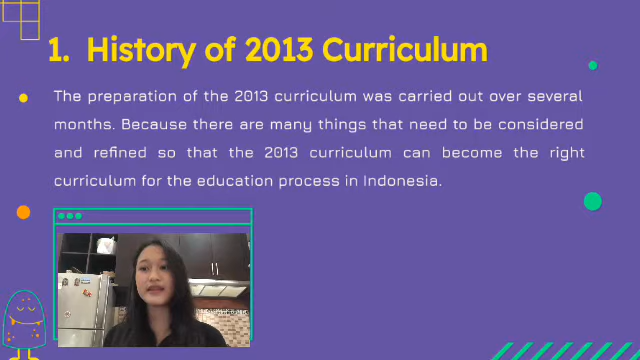 1. History of 2013 Curriculum
The preparation of the 2013 curriculum was carried out over several
months. Because there are many things that need to be considered
and refined so that the 2013 curriculum can become the right
curriculum for the education process in Indonesia.